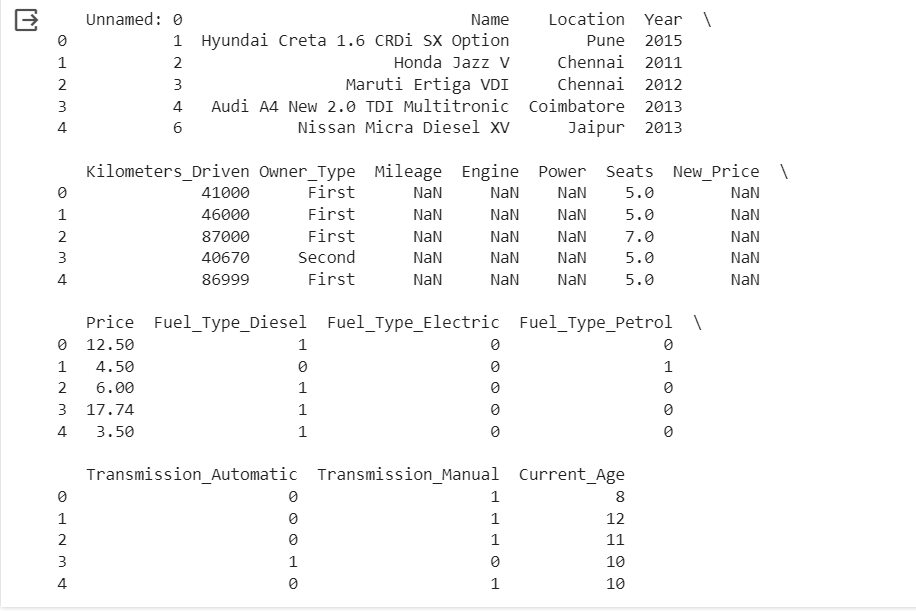 Unnamed: 0 Name Location Year \
0 1 Hyundai Creta 1.6 CRDi SX Option Pune 2015
1 2 Honda Jazz V Chennai 2011
2 3 Maruti Ertiga VDI Chennai 2012
3 4 Audi A4 New 2.0 TDI Multitronic Coimbatore 2013
4 6 Nissan Micra Diesel XV Jaipur 2013
Kilometers_Driven Owner_Type Mileage Engine Power Seats New_Price \
0 41000 First NaN NaN NaN 5.0 NaN
1 46000 First NaN NaN NaN 5.0 NaN
2 87000 First NaN NaN NaN 7.0 NaN
3 40670 Second NaN NaN NaN 5.0 NaN
4 86999 First NaN NaN NaN 5.0 NaN
Price Fuel_Type_Diesel Fuel_Type_Electric Fuel_Type_Petrol \
0 12.50 1 0 0
1 4.50 0 0 1
2 6.00 1 0 0
3 17.74 1 0 0
4 3.50 1 0 0
Transmission_Automatic Transmission_Manual Current_Age
0 0 1 8
1 0 1 12
2 0 1 11
3 1 0 10
4 0 1 10